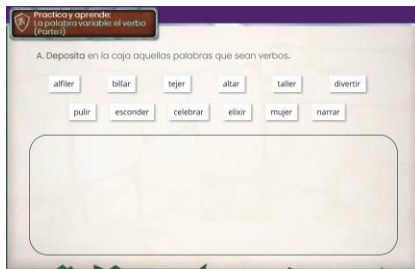 Practica y aprende:
La palabra variable: el verbo
(Parte I)
A. Deposita en la caja aquellas palabras que sean verbos.
alfiler billar tejer altar taller divertir
pulir esconder celebrar elixir mujer narrar